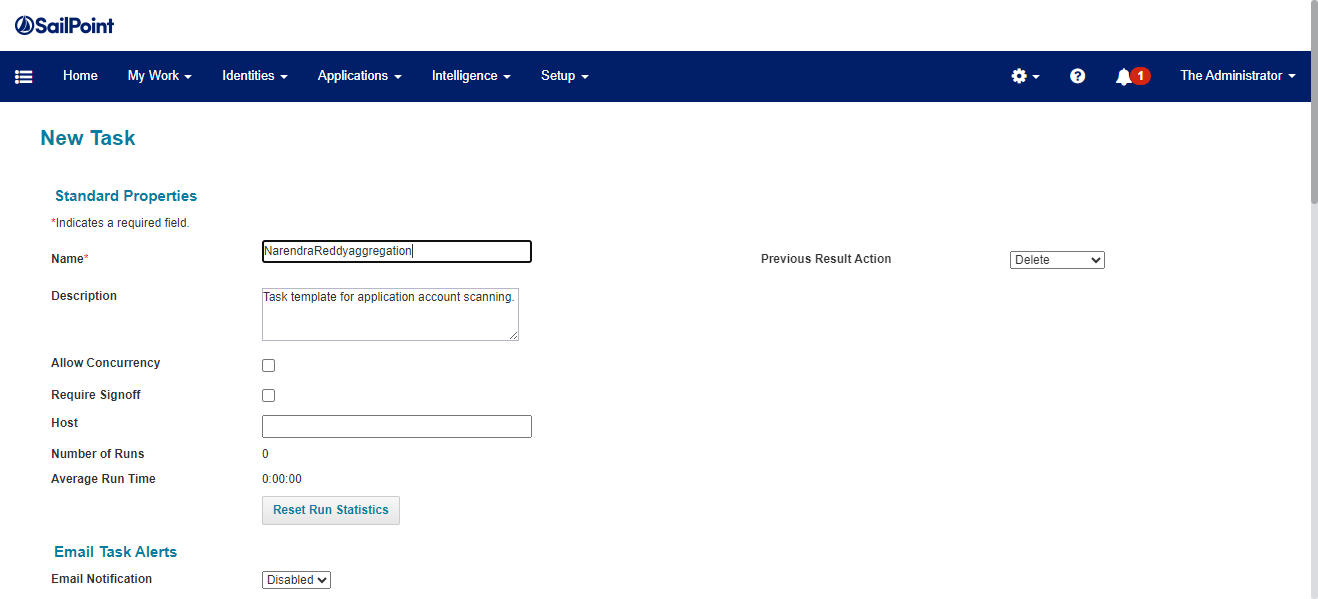 SailPoint
Home My Work Identities Applications Intelligence Setup 1 The Administrator
New Task
Standard Properties
*Indicates a required field.
Name* NarendraReddyaggregation Previous Result Action Delete
Description Task template for application account scanning.
Allow Concurrency
Require Signoff
Host
Number of Runs 0
Average Run Time 0:00:00
Reset Run Statistics
Email Task Alerts
Email Notification Disabled